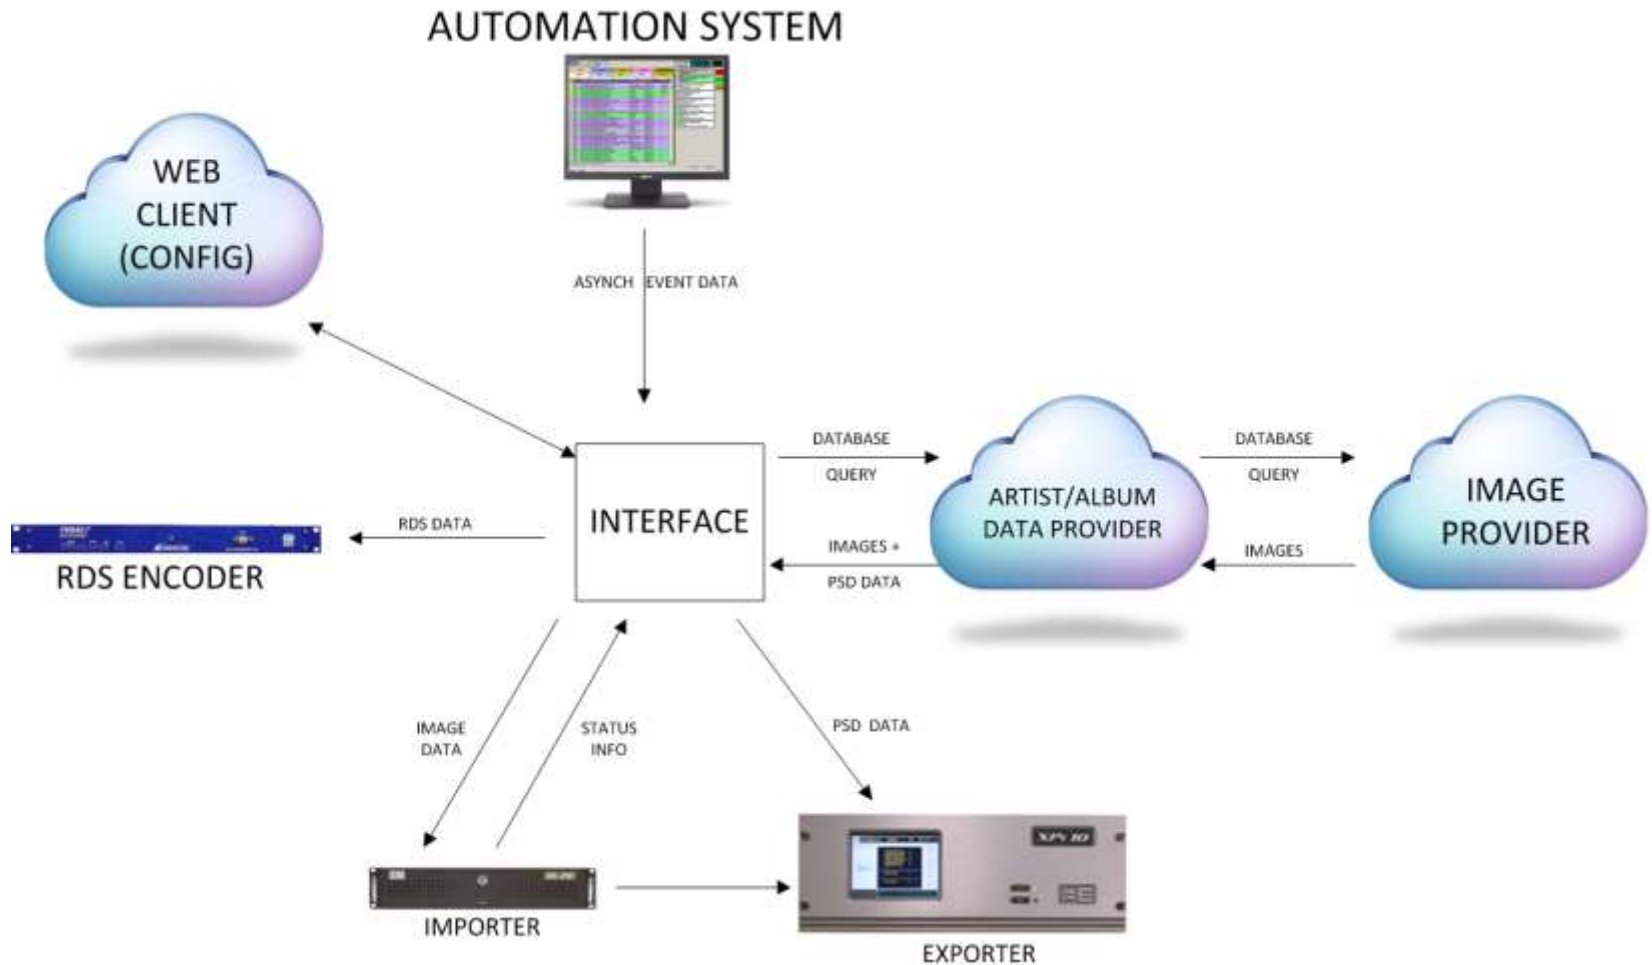 AUTOMATION SYSTEM
WEB
CLIENT
(CONFIG)
ASYNCH EVENT DATA
DATABASE
QUERY
DATABASE
QUERY
INTERFACE
ARTIST/ALBUM
DATA PROVIDER
IMAGE
PROVIDER
RDS DATA
IMAGES +
PSD DATA
IMAGES
RDS ENCODER
IMAGE
DATA
STATUS
INFO
PSD DATA
IMPORTER
EXPORTER